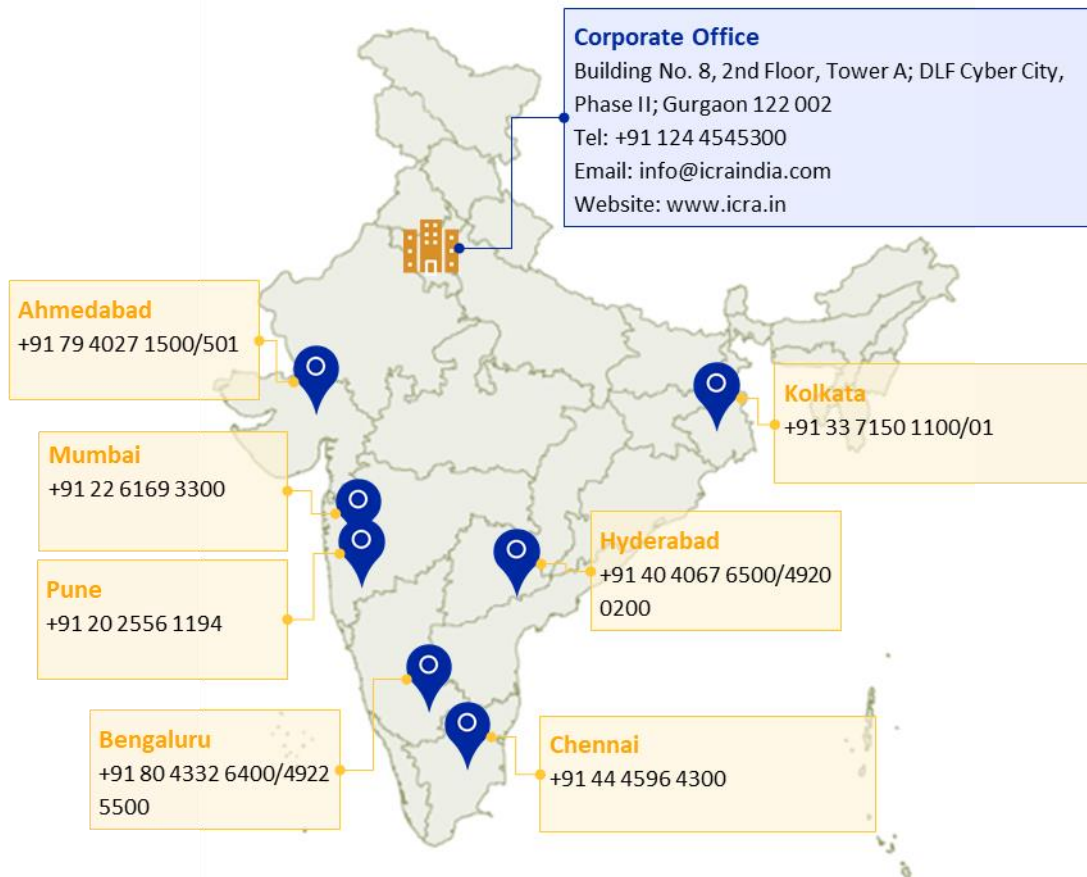 Corporate Office
Building No. 8, 2nd Floor, Tower A; DLF Cyber City,
Phase II; Gurgaon 122 002
Tel: +91 124 4545300
Email: info@icraindia.com
Website: www.icra.in
Ahmedabad
+91 79 4027 1500/501
Kolkata
+91 33 7150 1100/01
Mumbai
+91 22 6169 3300
Hyderabad
+91 40 4067 6500/4920
0200
Pune
+91 20 2556 1194
Bengaluru
+91 80 4332 6400/4922
5500
Chennai
+91 44 4596 4300